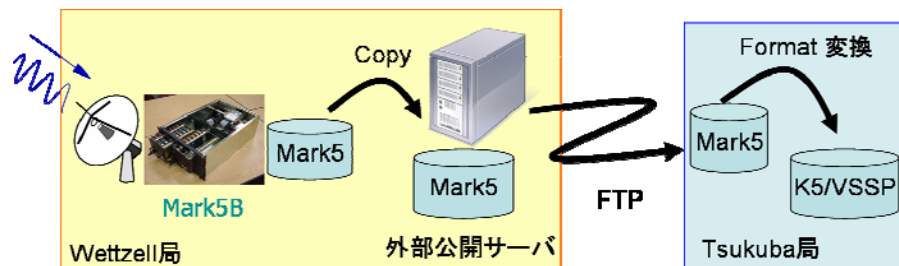 Copy
Mark5
Mark5B
Mark5
Wettzell局
外部公開サーバ
FTP
Format 変換
Mark5
K5/VSSP
Tsukuba局